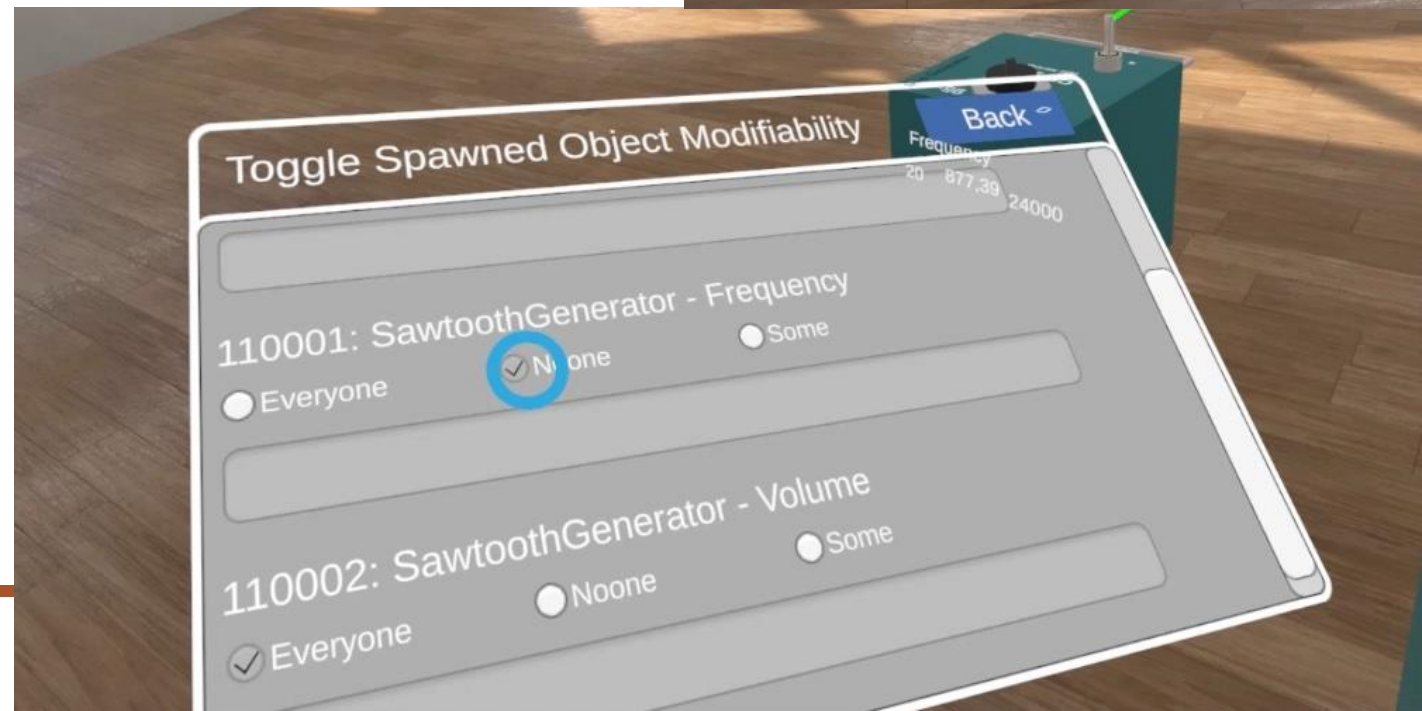 Toggle Spawned Object Modifiability
Back
Frequency
20 877,39 24000
110001: SawtoothGenerator - Frequency
Everyone Noone Some
110002: SawtoothGenerator - Volume
Everyone Noone Some